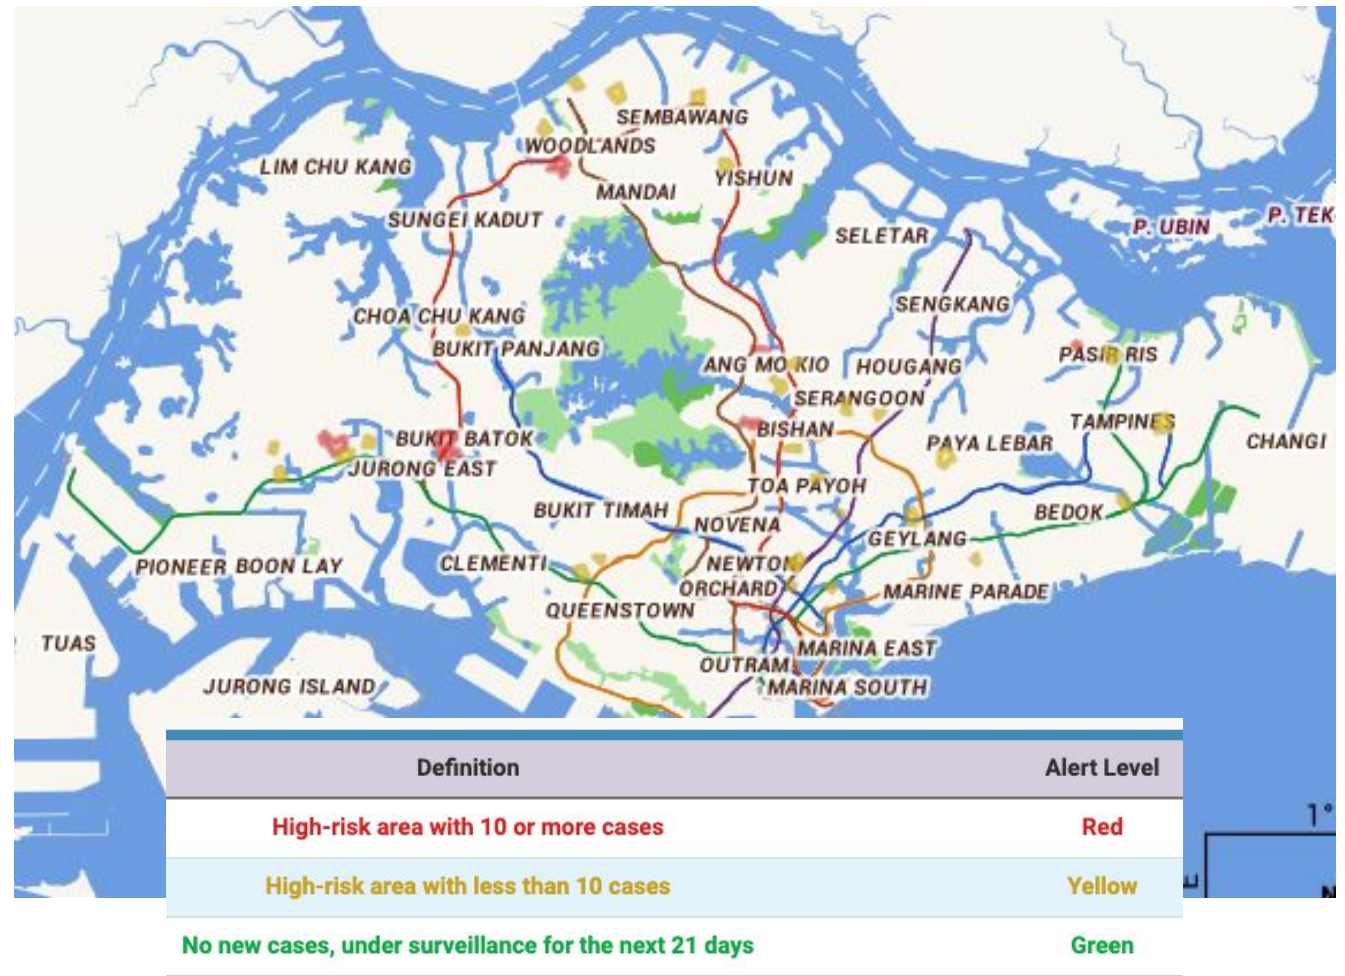 SEMBAWANG
WOODLANDS
LIM CHU KANG
YISHUN
MANDAI
SUNGEI KADUT
P. UBIN
P. TEK
SELETAR
SENGKANG
CHOA CHU KANG
BUKIT PANJANG
PASIR RIS
ANG MO KIO
HOUGANG
SERANGOON
TAMPINES
BISHAN
BUKIT BATOK
PAYA LEBAR
CHANGI
JURONG EAST
TOA PAYOH
BUKIT TIMAH
BEDOK
NOVENA
GEYLANG
PIONEER
BOON LAY
CLEMENTI
NEWTON
ORCHARD
MARINE PARADE
QUEENSTOWN
TUAS
MARINA EAST
OUTRAM
JURONG ISLAND
MARINA SOUTH
Definition Alert Level
High-risk area with 10 or more cases Red
1°
High-risk area with less than 10 cases Yellow
No new cases, under surveillance for the next 21 days Green